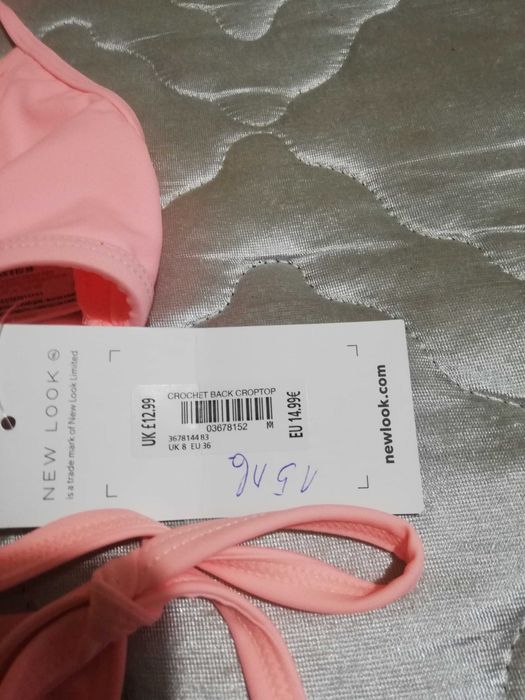 NEW LOOK
is a trade mark of New Look Limited
UK £12.99
CROCHET BACK CROPTOP
03678152
367814483
UK 8 EU 36
EU 14.99€
newlook.com